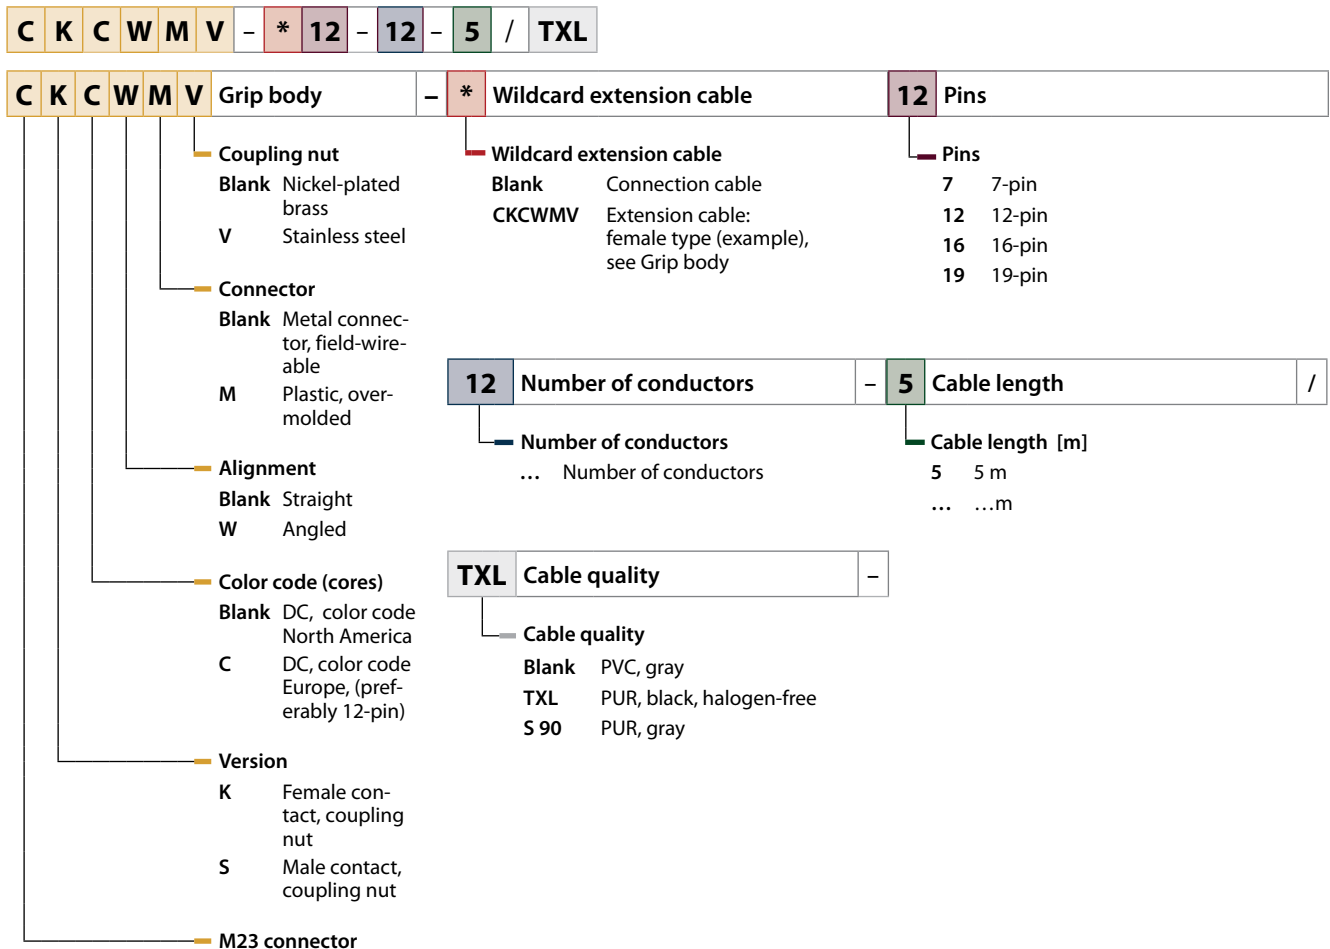 C K C W M V – * 12 – 12 – 5 / TXL
C K C W M V Grip body – * Wildcard extension cable 12 Pins
Coupling nut
Blank Nickel-plated
brass
V Stainless steel
Connector
Blank Metal connec-
tor, field-wire-
able
M Plastic, over-
molded
Alignment
Blank Straight
W Angled
Color code (cores)
Blank DC, color code
North America
C DC, color code
Europe, (pref-
erably 12-pin)
Version
K Female con-
tact, coupling
nut
S Male contact,
coupling nut
M23 connector
Wildcard extension cable
Blank Connection cable
CKCWMV Extension cable:
female type (example),
see Grip body
Pins
7 7-pin
12 12-pin
16 16-pin
19 19-pin
12 Number of conductors – 5 Cable length /
Number of conductors
... Number of conductors
Cable length [m]
5 5 m
... ...m
TXL Cable quality –
Cable quality
Blank PVC, gray
TXL PUR, black, halogen-free
S 90 PUR, gray